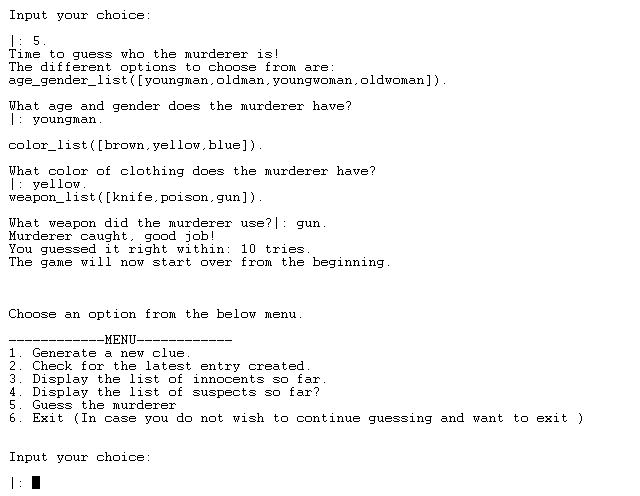 Input your choice:
|: 5.
Time to guess who the murderer is!
The different options to choose from are:
age_gender_list([youngman,oldman,youngwoman,oldwoman]).
What age and gender does the murderer have?
|: youngman.
color_list([brown,yellow,blue]).
What color of clothing does the murderer have?
|: yellow.
weapon_list([knife,poison,gun]).
What weapon did the murderer use?|: gun.
Murderer caught, good job!
You guessed it right within: 10 tries.
The game will now start over from the beginning.
Choose an option from the below menu.
------------MENU------------
1. Generate a new clue.
2. Check for the latest entry created.
3. Display the list of innocents so far.
4. Display the list of suspects so far?
5. Guess the murderer
6. Exit (In case you do not wish to continue guessing and want to exit )
Input your choice:
|: